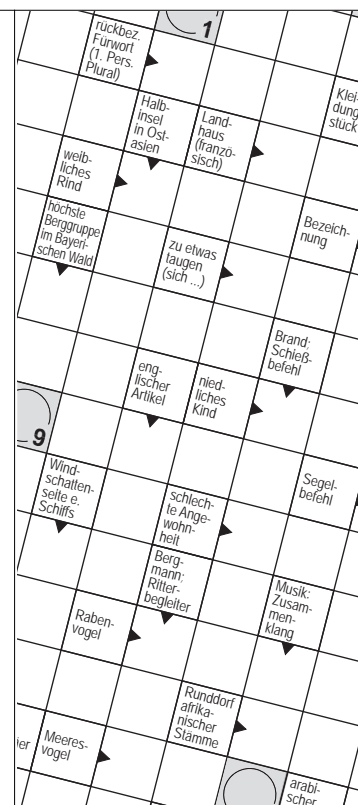 rückbez.
Fürwort
(1. Pers.
Plural)
1
Halb-
insel
in Ost-
asien
Land-
haus
(franzö-
sisch)
Klei-
dung
stück
weib-
liches
Rind
höchste
Berggruppe
im Bayeri-
schen Wald
zu etwas
taugen
(sich ...)
Bezeich-
nung
Brand;
Schieß-
befehl
eng-
lischer
Artikel
nied-
liches
Kind
9
Wind-
schatten-
seite e.
Schiffs
schlech-
te Ange-
wohn-
heit
Segel-
befehl
Berg-
mann;
Ritter-
begleiter
Musik:
Zusam-
men-
klang
Raben-
vogel
Runddorf
afrika-
nischer
Stämme
Meeres-
vogel
arabi-
scher